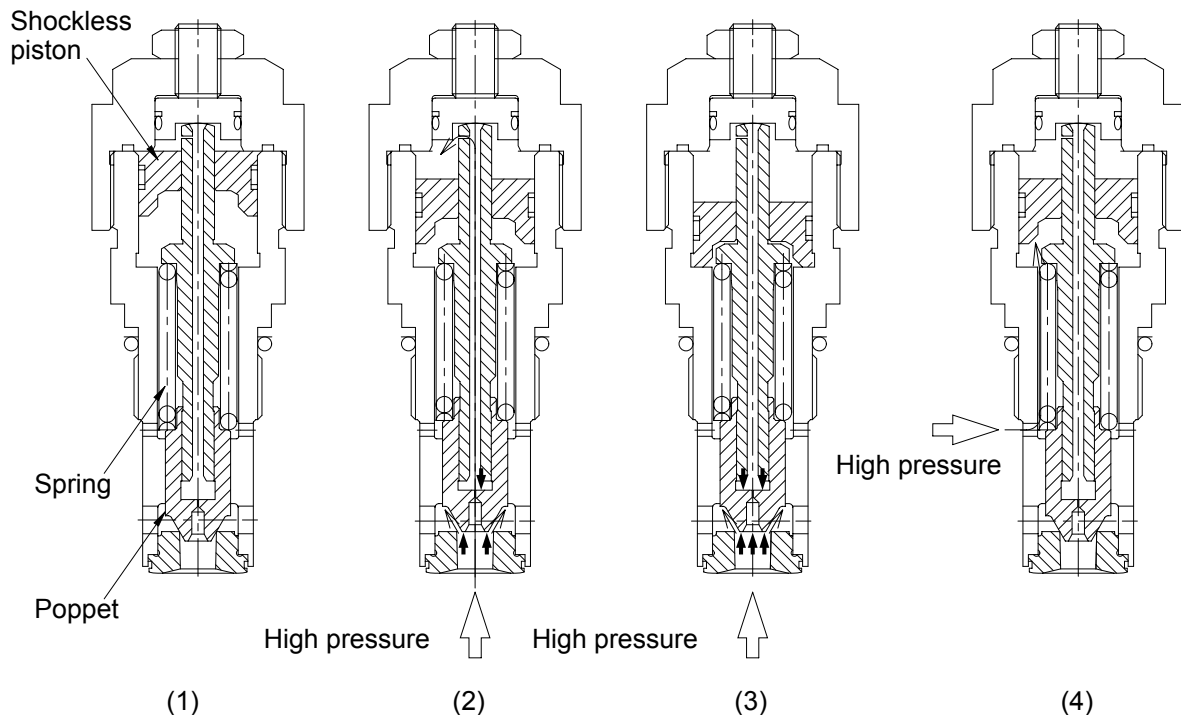 Shockless
piston
Spring
High pressure
Poppet
High pressure
High pressure
(1)
(2)
(3)
(4)